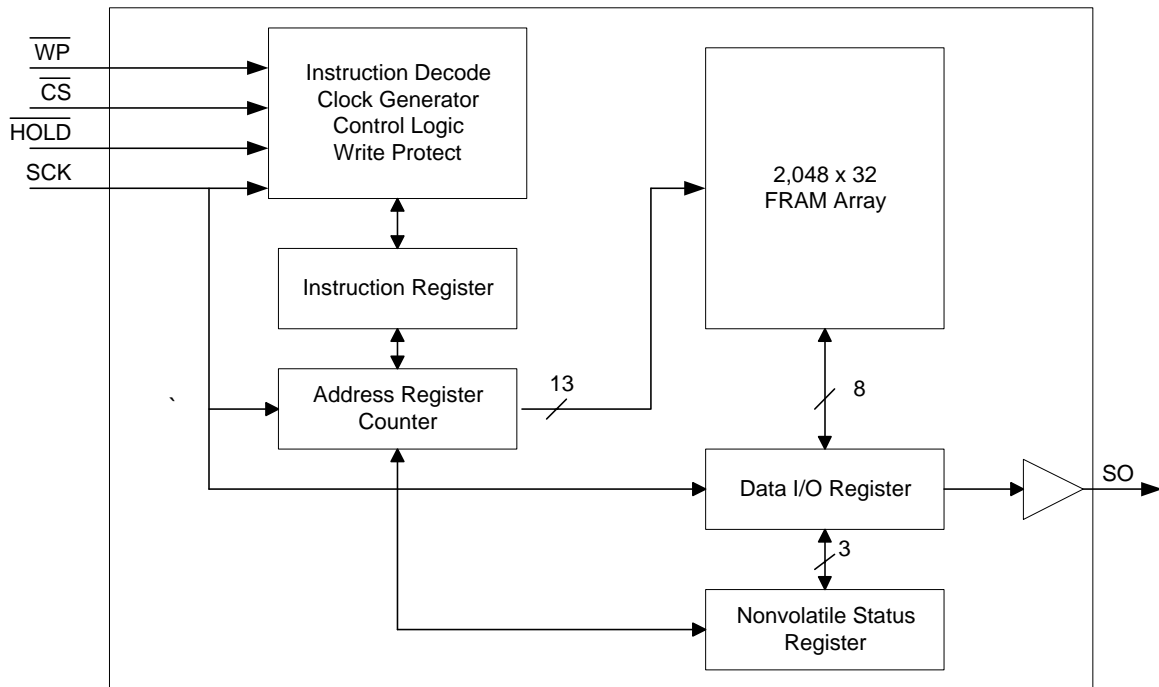 WP
CS
HOLD
SCK
Instruction Decode
Clock Generator
Control Logic
Write Protect
2,048 x 32
FRAM Array
Instruction Register
Address Register
Counter
13
`
8
Data I/O Register
SO
3
Nonvolatile Status
Register